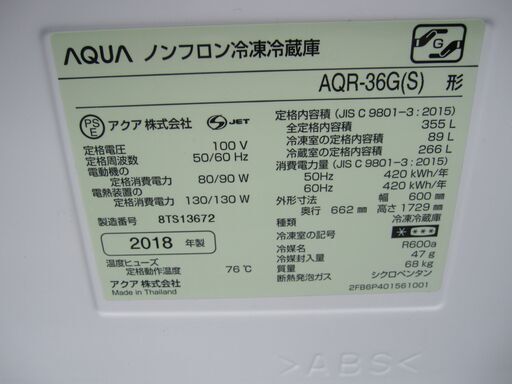 AQUA ノンフロン冷凍冷蔵庫
G
AQR-36G(S) 形
PS
E
アクア 株式会社
S JET
定格電圧 100 V
定格周波数 50/60 Hz
電動機の
定格消費電力 80/90 W
電熱装置の
定格消費電力 130/130 W
製造番号 8TS13672
2018 年製
温度ヒューズ
定格動作温度 76℃
アクア 株式会社
Made in Thailand
定格内容積 (JIS C 9801-3 : 2015)
全定格内容積 355 L
冷凍室の定格内容積 89 L
冷蔵室の定格内容積 266 L
消費電力量 (JIS C 9801-3 : 2015)
50Hz 420 kWh/年
60Hz 420 kWh/年
外形寸法 幅 600 mm
奥行 662 mm 高さ 1729 mm
種類 冷凍冷蔵庫
冷凍室の記号
冷媒名 R600a
冷媒封入量 47 g
質量 68 kg
断熱発泡ガス シクロペンタン
2FB6P401561001
>ABS<